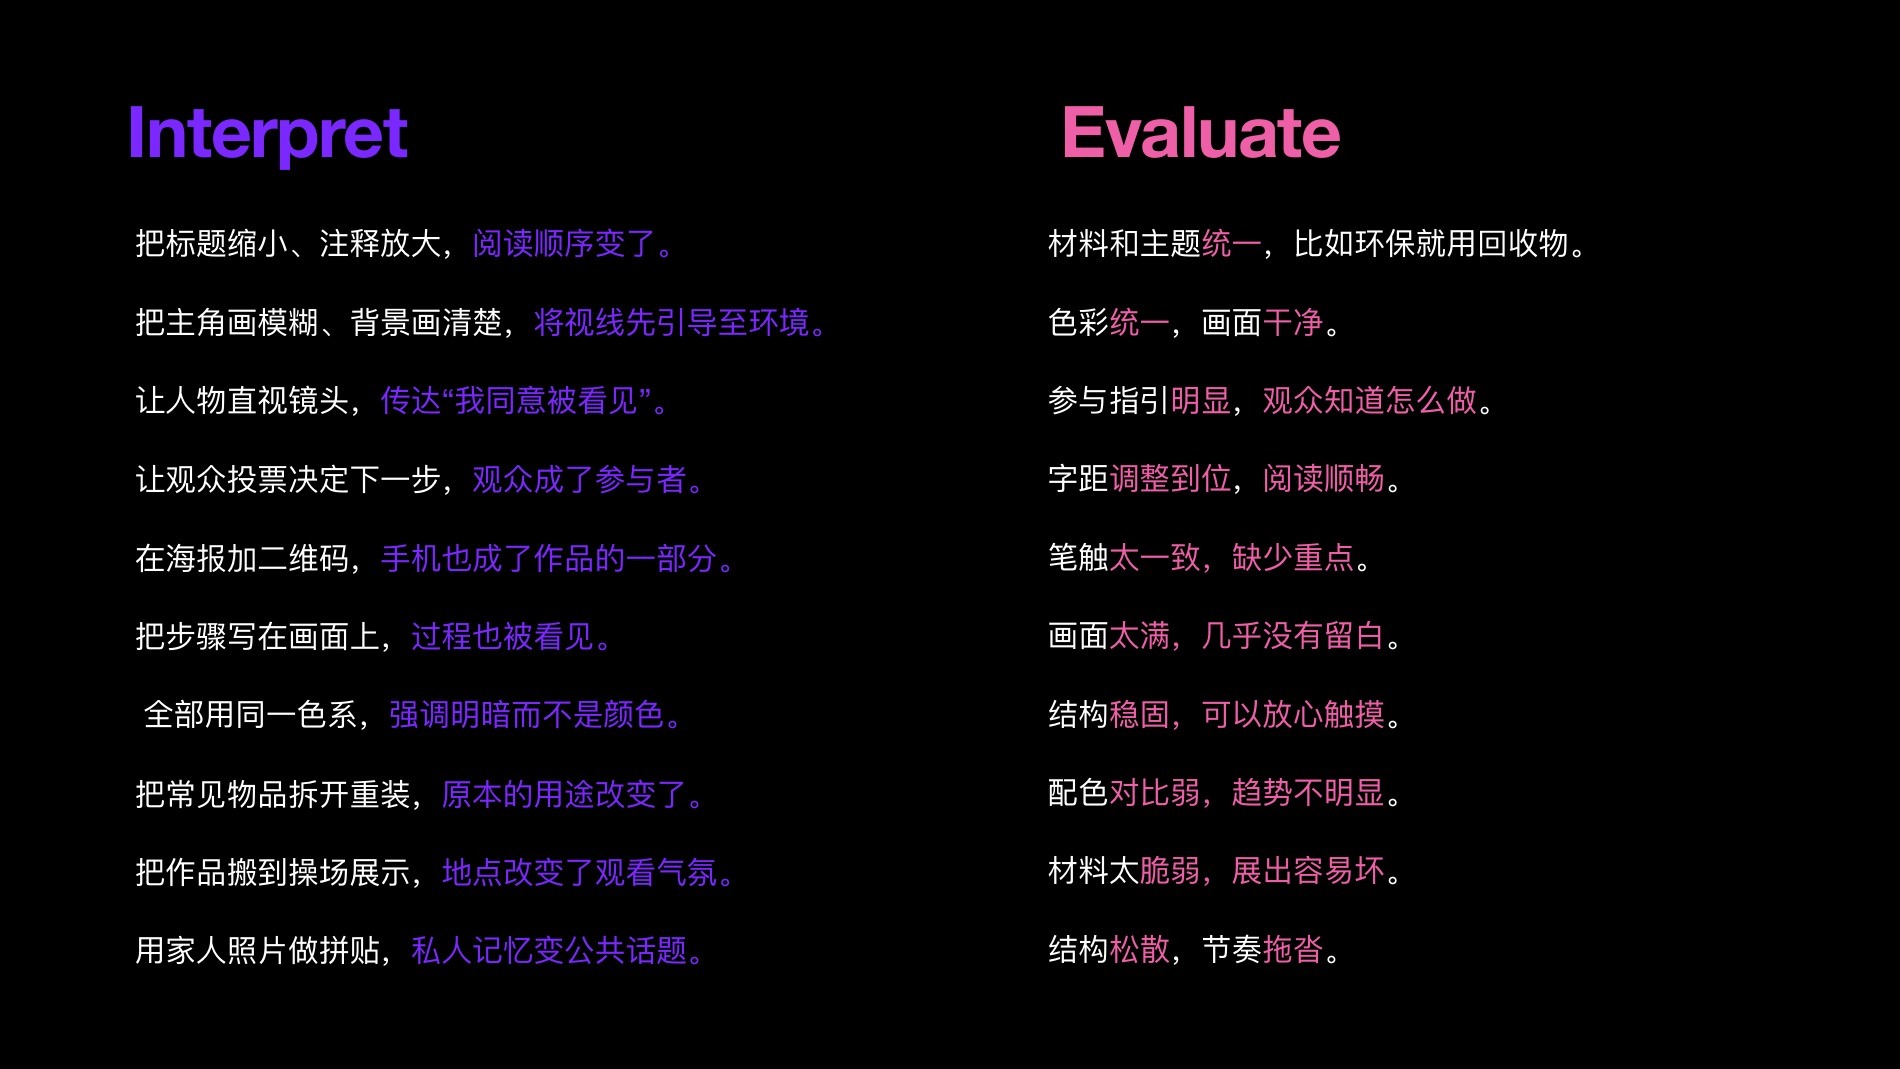 Interpret
把标题缩小、注释放大，阅读顺序变了。
把主角画模糊、背景画清楚，将视线先引导至环境。
让人物直视镜头，传达“我同意被看见”。
让观众投票决定下一步，观众成了参与者。
在海报加二维码，手机也成了作品的一部分。
把步骤写在画面上，过程也被看见。
全部用同一色系，强调明暗而不是颜色。
把常见物品拆开重装，原本的用途改变了。
把作品搬到操场展示，地点改变了观看气氛。
用家人照片做拼贴，私人记忆变公共话题。
Evaluate
材料和主题统一，比如环保就用回收物。
色彩统一，画面干净。
参与指引明显，观众知道怎么做。
字距调整到位，阅读顺畅。
笔触太一致，缺少重点。
画面太满，几乎没有留白。
结构稳固，可以放心触摸。
配色对比弱，趋势不明显。
材料太脆弱，展出容易坏。
结构松散，节奏拖沓。